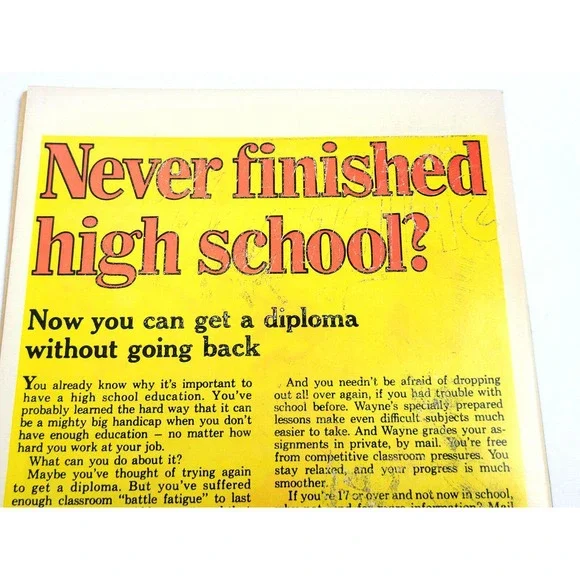 Never finished
high school?
Now you can get a diploma
without going back
You already know why it's important to
have a high school education. You've
probably learned the hard way that it can
be a mighty big handicap when you don't
have enough education – no matter how
hard you work at your job.
What can you do about it?
Maybe you've thought of trying again
to get a diploma. But you've suffered
enough classroom "battle fatigue" to last
And you needn't be afraid of dropping
out all over again, if you had trouble with
school before. Wayne's specially prepared
lessons make even difficult subjects much
easier to take. And Wayne grades your as-
signments in private, by mail. You're free
from competitive classroom pressures. You
stay relaxed, and your progress is much
smoother.
If you're 17 or over and not now in school,